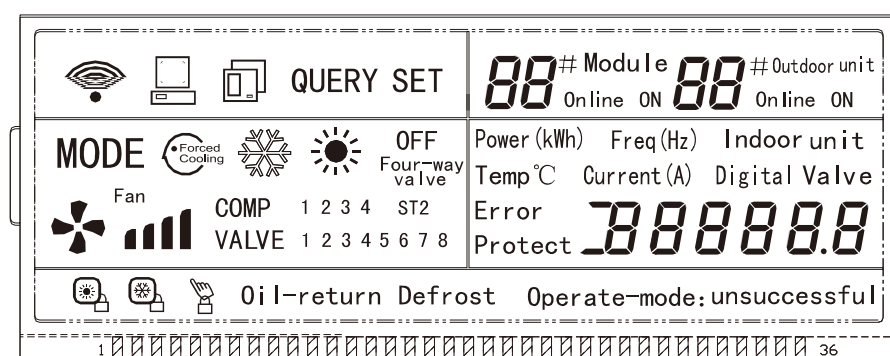 QUERY SET
88 # Module 88 # Outdoor unit
Online ON Online ON
MODE Forced Cooling OFF
Four-way valve
Power(kWh) Freq(Hz) Indoor unit
Temp℃ Current(A) Digital Valve
Fan
COMP 1 2 3 4 ST2
VALVE 1 2 3 4 5 6 7 8
Error
Protect 88888.8
Oil-return Defrost Operate-mode:unsuccessful
1 36